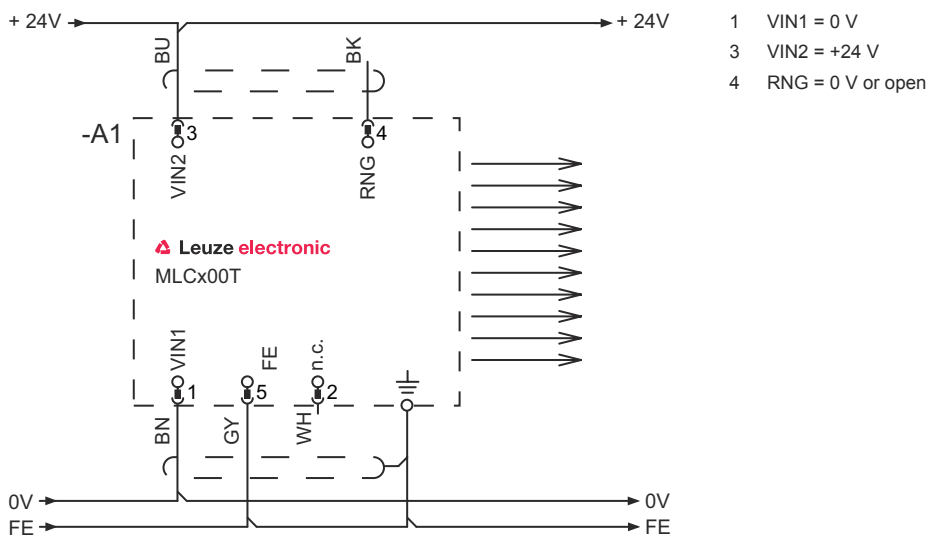 + 24V
+ 24V
1 VIN1 = 0 V
3 VIN2 = +24 V
4 RNG = 0 V or open
BU
BK
-A1
3
4
VIN2
RNG
Leuze electronic
MLCx00T
VIN1
FE
n.c.
1
5
2
BN
GY
WH
0V
0V
FE
FE